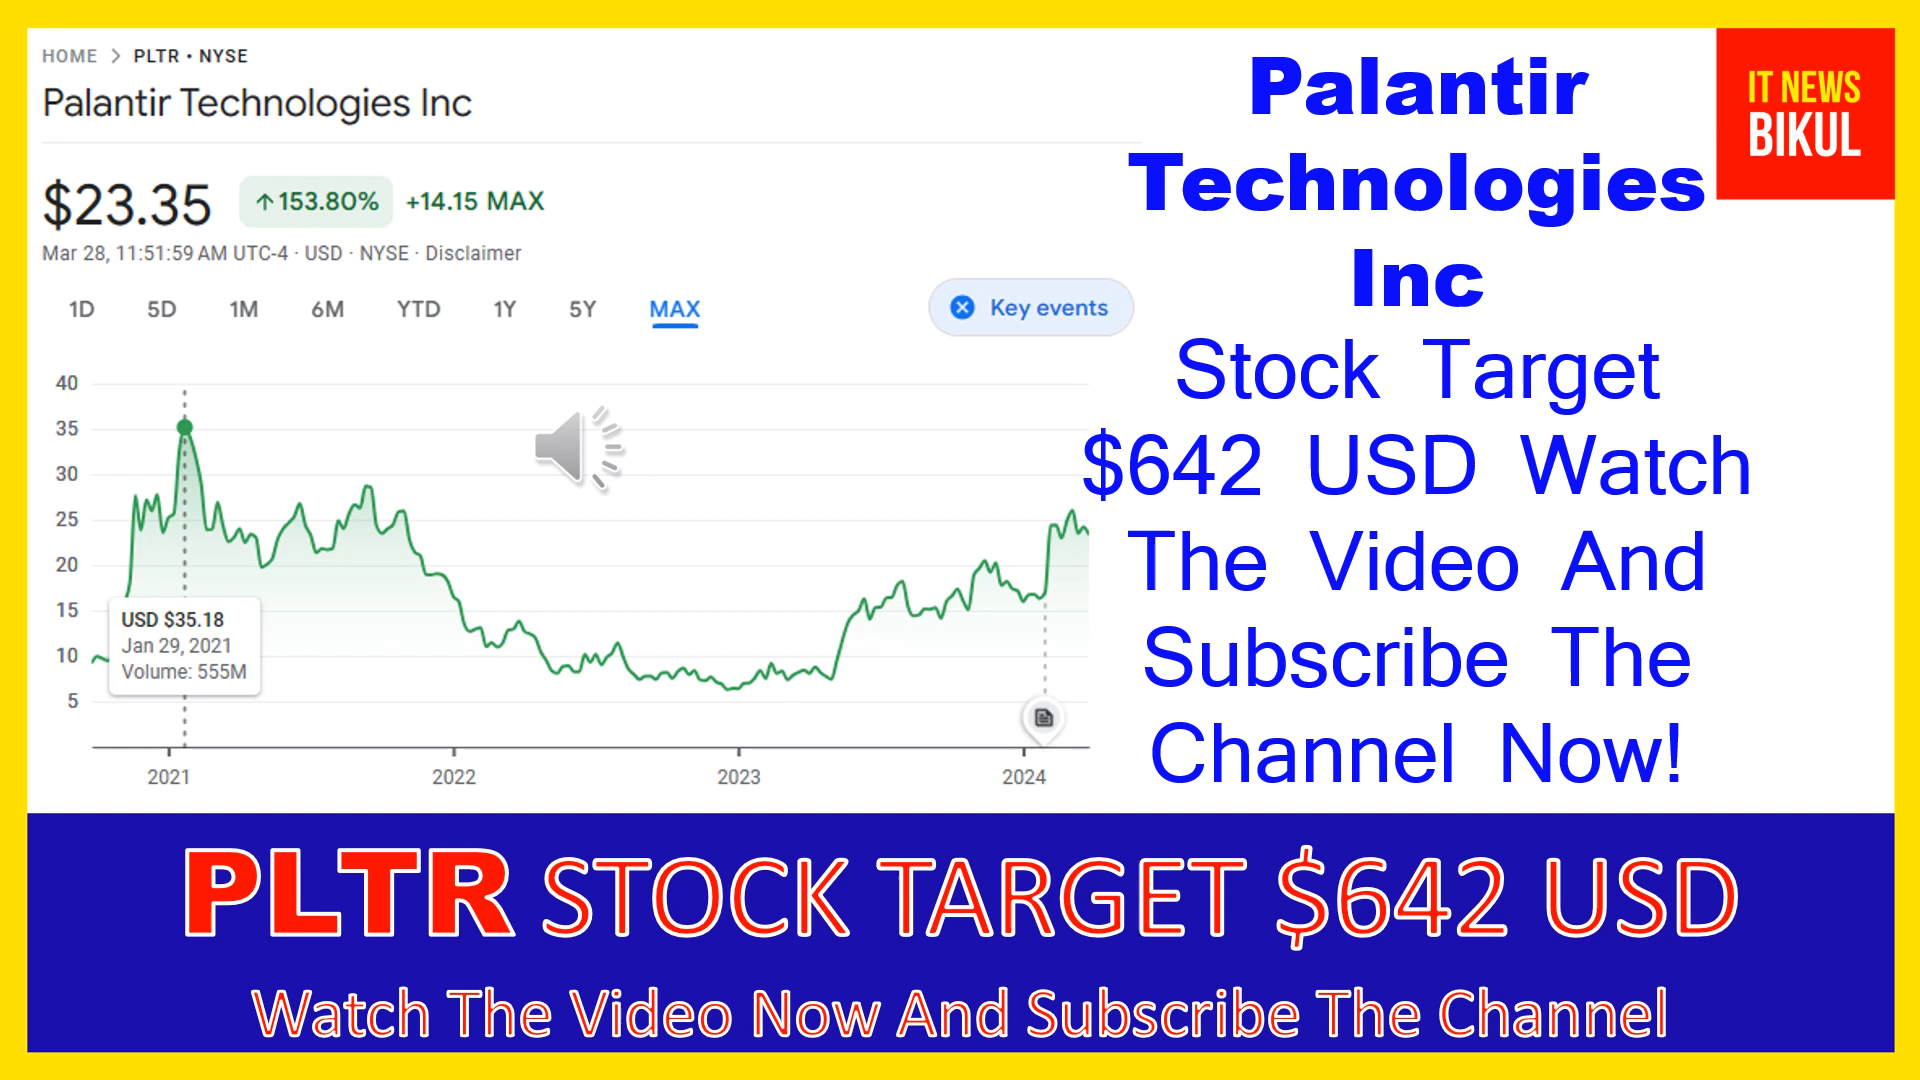 HOME > PLTR • NYSE
Palantir Technologies Inc
$23.35 ↑153.80% +14.15 MAX
Mar 28, 11:51:59 AM UTC-4 · USD · NYSE · Disclaimer
1D 5D 1M 6M YTD 1Y 5Y MAX
Key events
40
35
30
25
20
15
10
5
USD $35.18
Jan 29, 2021
Volume: 555M
2021 2022 2023 2024
Palantir
Technologies
Inc
Stock Target
$642 USD Watch
The Video And
Subscribe The
Channel Now!
IT NEWS
BIKUL
PLTR STOCK TARGET $642 USD
Watch The Video Now And Subscribe The Channel